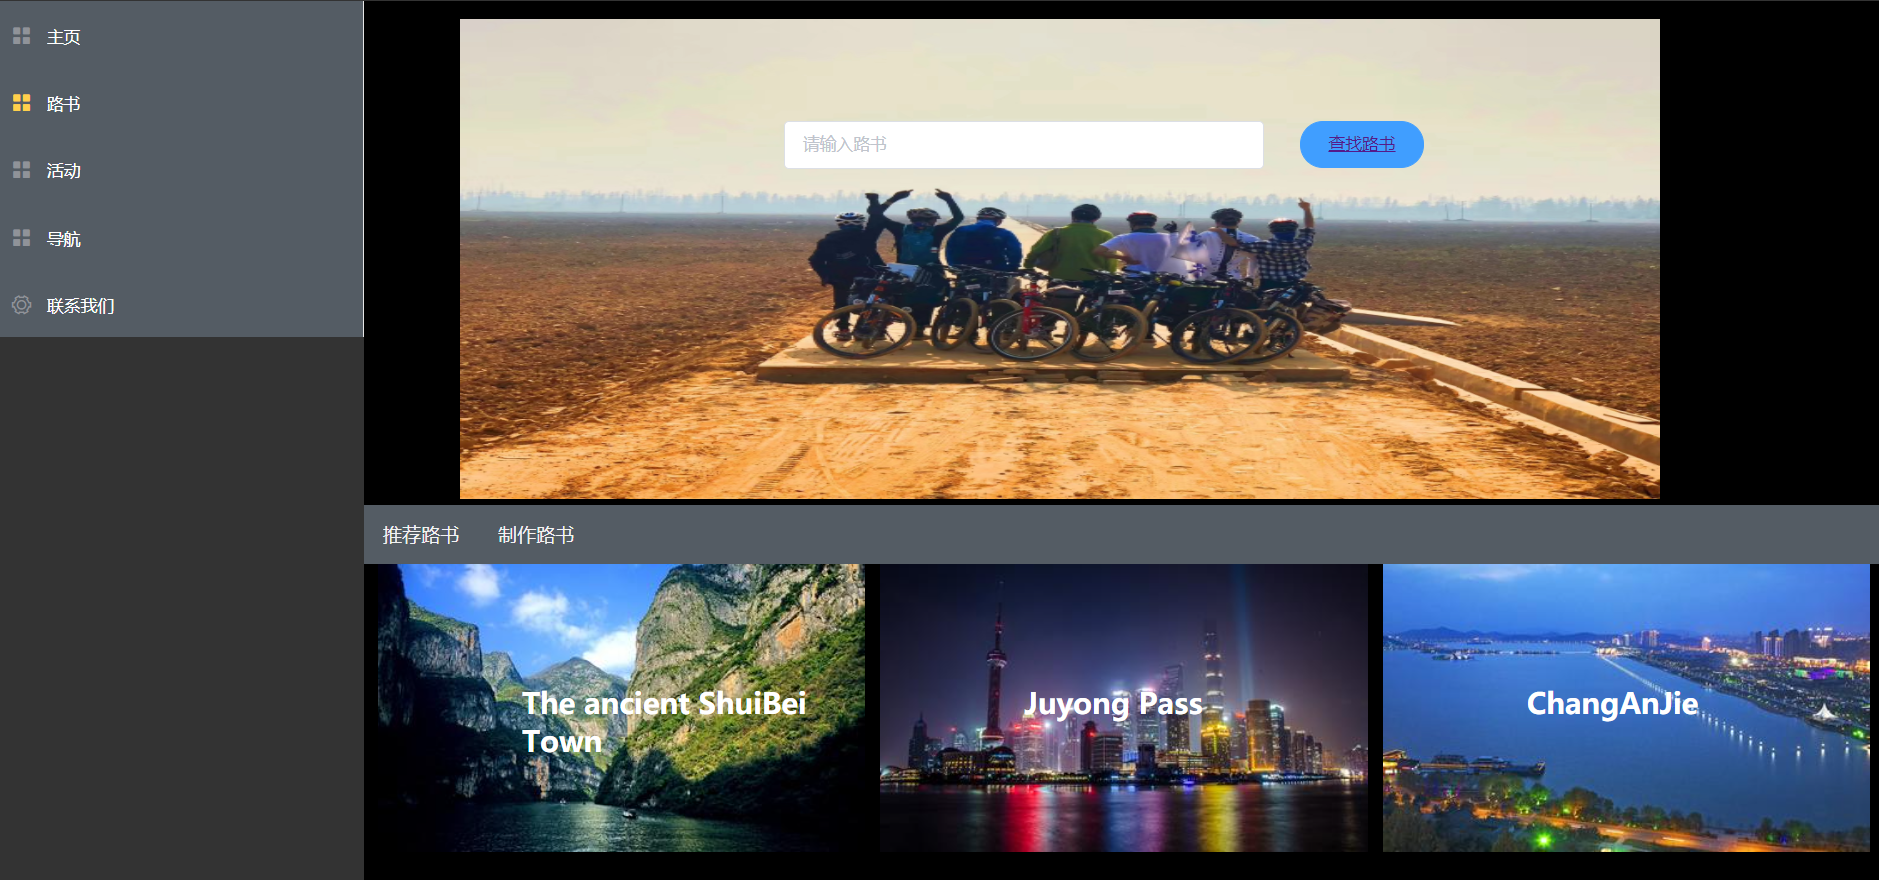 主页
路书
活动
导航
联系我们
请输入路书
查找路书
推荐路书
制作路书
The ancient ShuiBei
Town
Juyong Pass
ChangAnJie